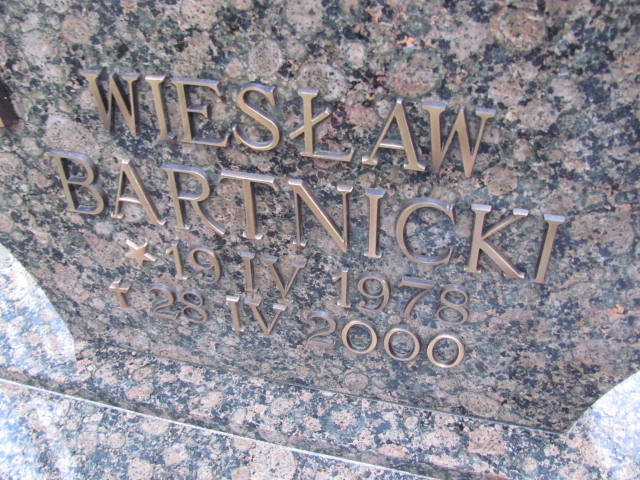 WIESŁAW
BARTNICKI
* 19 IV 1978
† 28 IV 2000